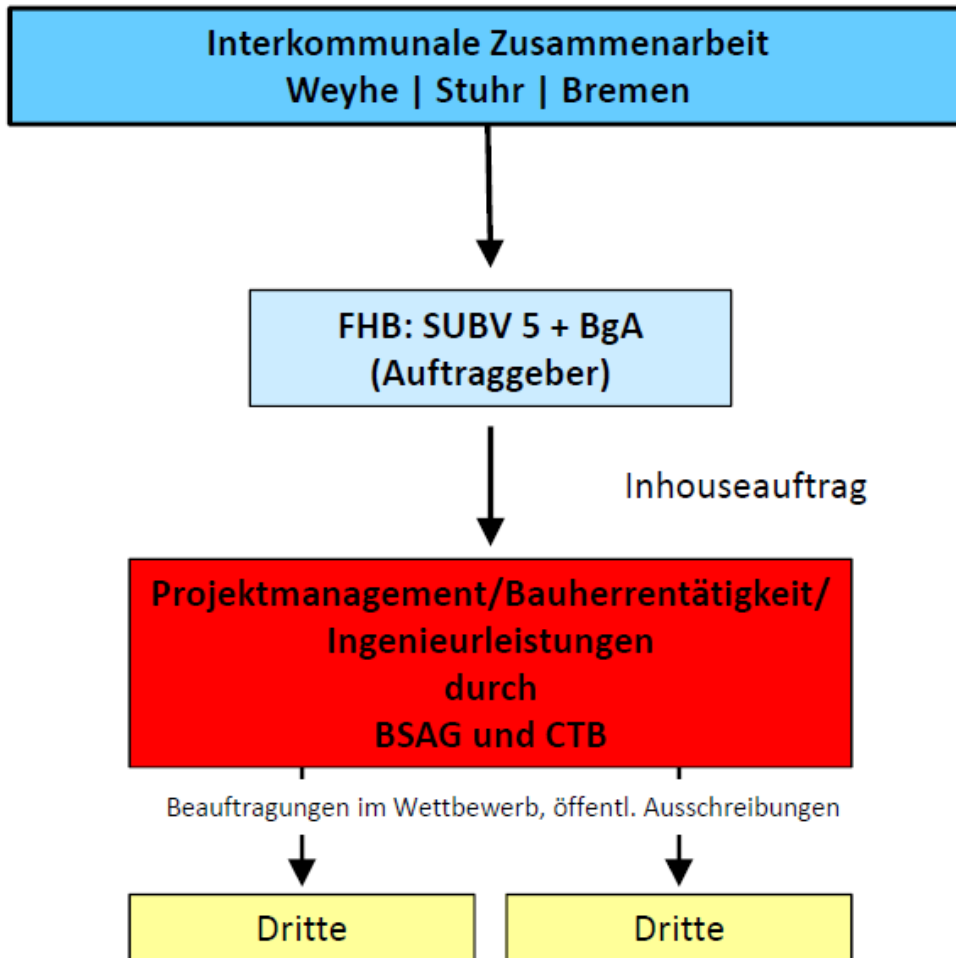 Interkommunale Zusammenarbeit
Weyhe | Stuhr | Bremen
FHB: SUBV 5 + BgA
(Auftraggeber)
Inhouseauftrag
Projektmanagement/Bauherrentätigkeit/
Ingenieurleistungen
durch
BSAG und CTB
Beauftragungen im Wettbewerb, öffentl. Ausschreibungen
Dritte
Dritte